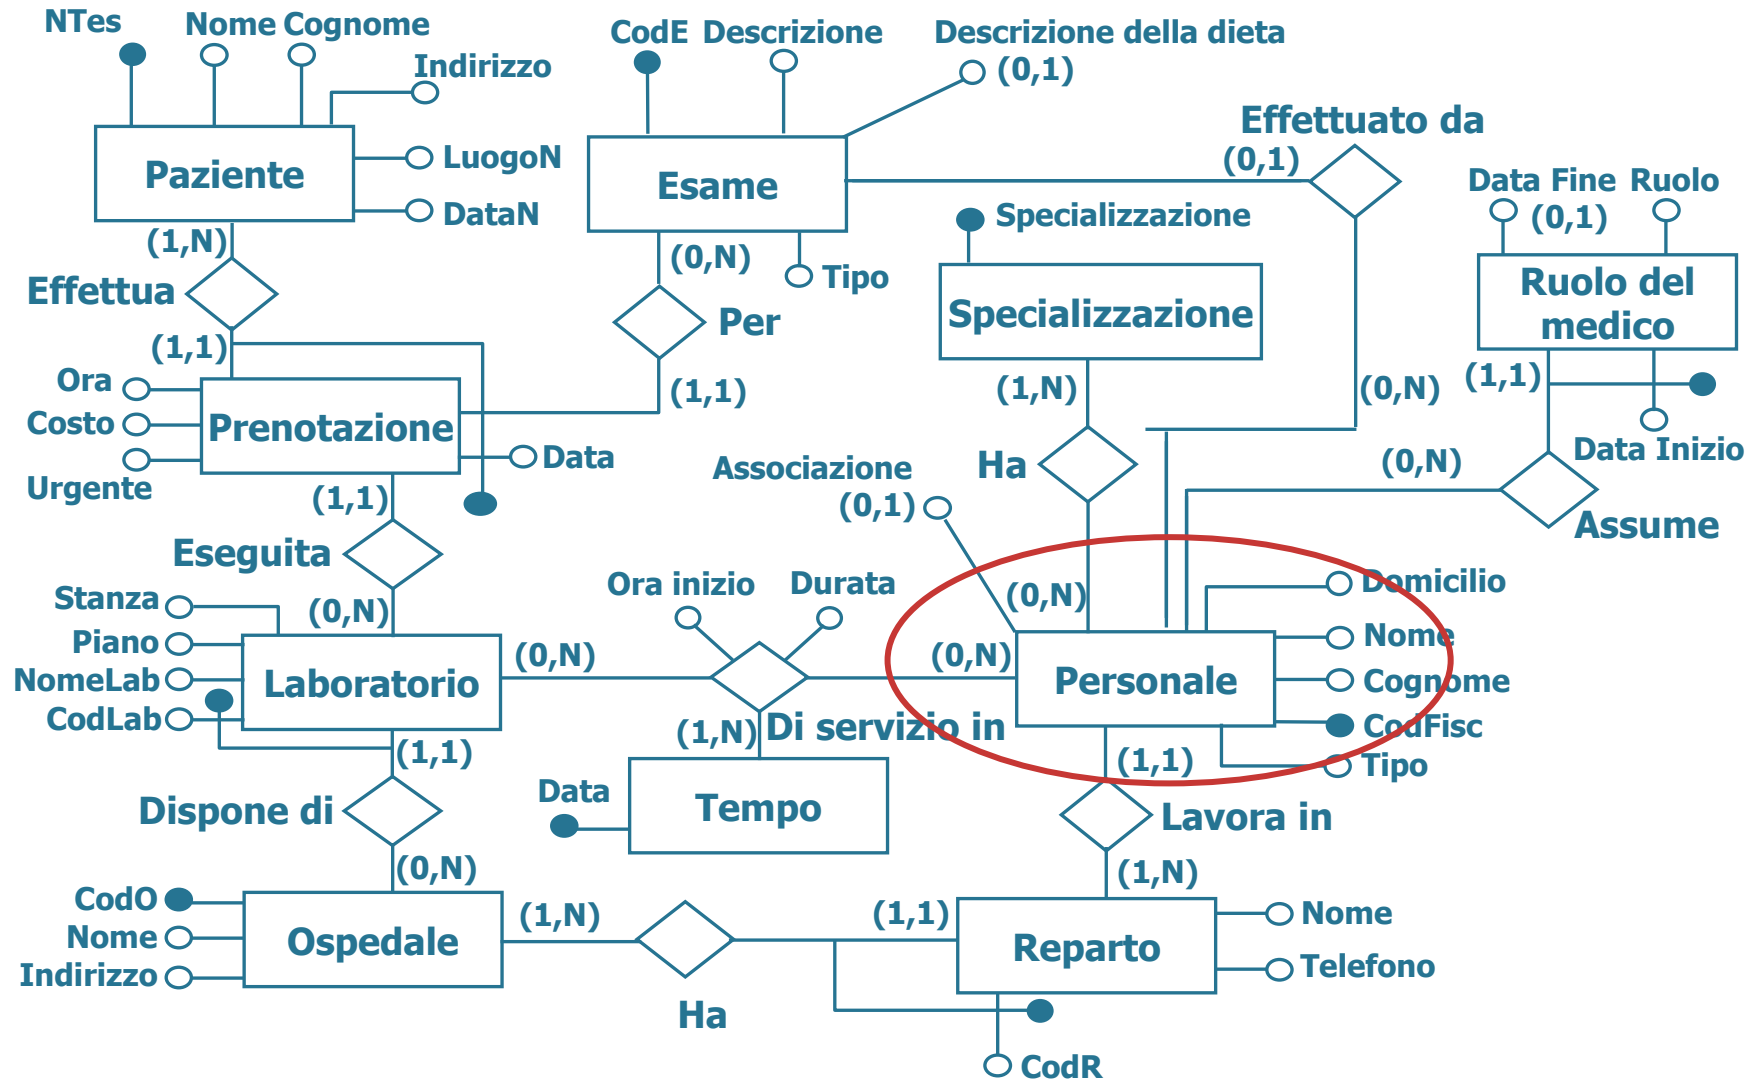 NTes
Nome Cognome
Indirizzo
Paziente
LuogoN
DataN
(1,N)
Effettua
(1,1)
CodE Descrizione
Descrizione della dieta
(0,1)
Esame
(0,N)
Tipo
Per
(1,1)
Effettuato da
(0,1)
(0,N)
Specializzazione
Specializzazione
(1,N)
Ha
(0,N)
Data Fine Ruolo
(0,1)
Ruolo del
medico
(1,1)
Data Inizio
(0,N)
Assume
Ora
Costo
Urgente
Prenotazione
Data
(1,1)
Eseguita
(0,N)
Stanza
Piano
NomeLab
CodLab
Laboratorio
(0,N)
Ora inizio
Durata
(0,N)
Di servizio in
(1,N)
Data
Tempo
Associazione
(0,1)
Personale
Domicilio
Nome
Cognome
CodFisc
Tipo
(1,1)
Lavora in
(1,N)
(1,1)
Dispone di
(0,N)
CodO
Nome
Indirizzo
Ospedale
(1,N)
Ha
(1,1)
Reparto
Nome
Telefono
CodR